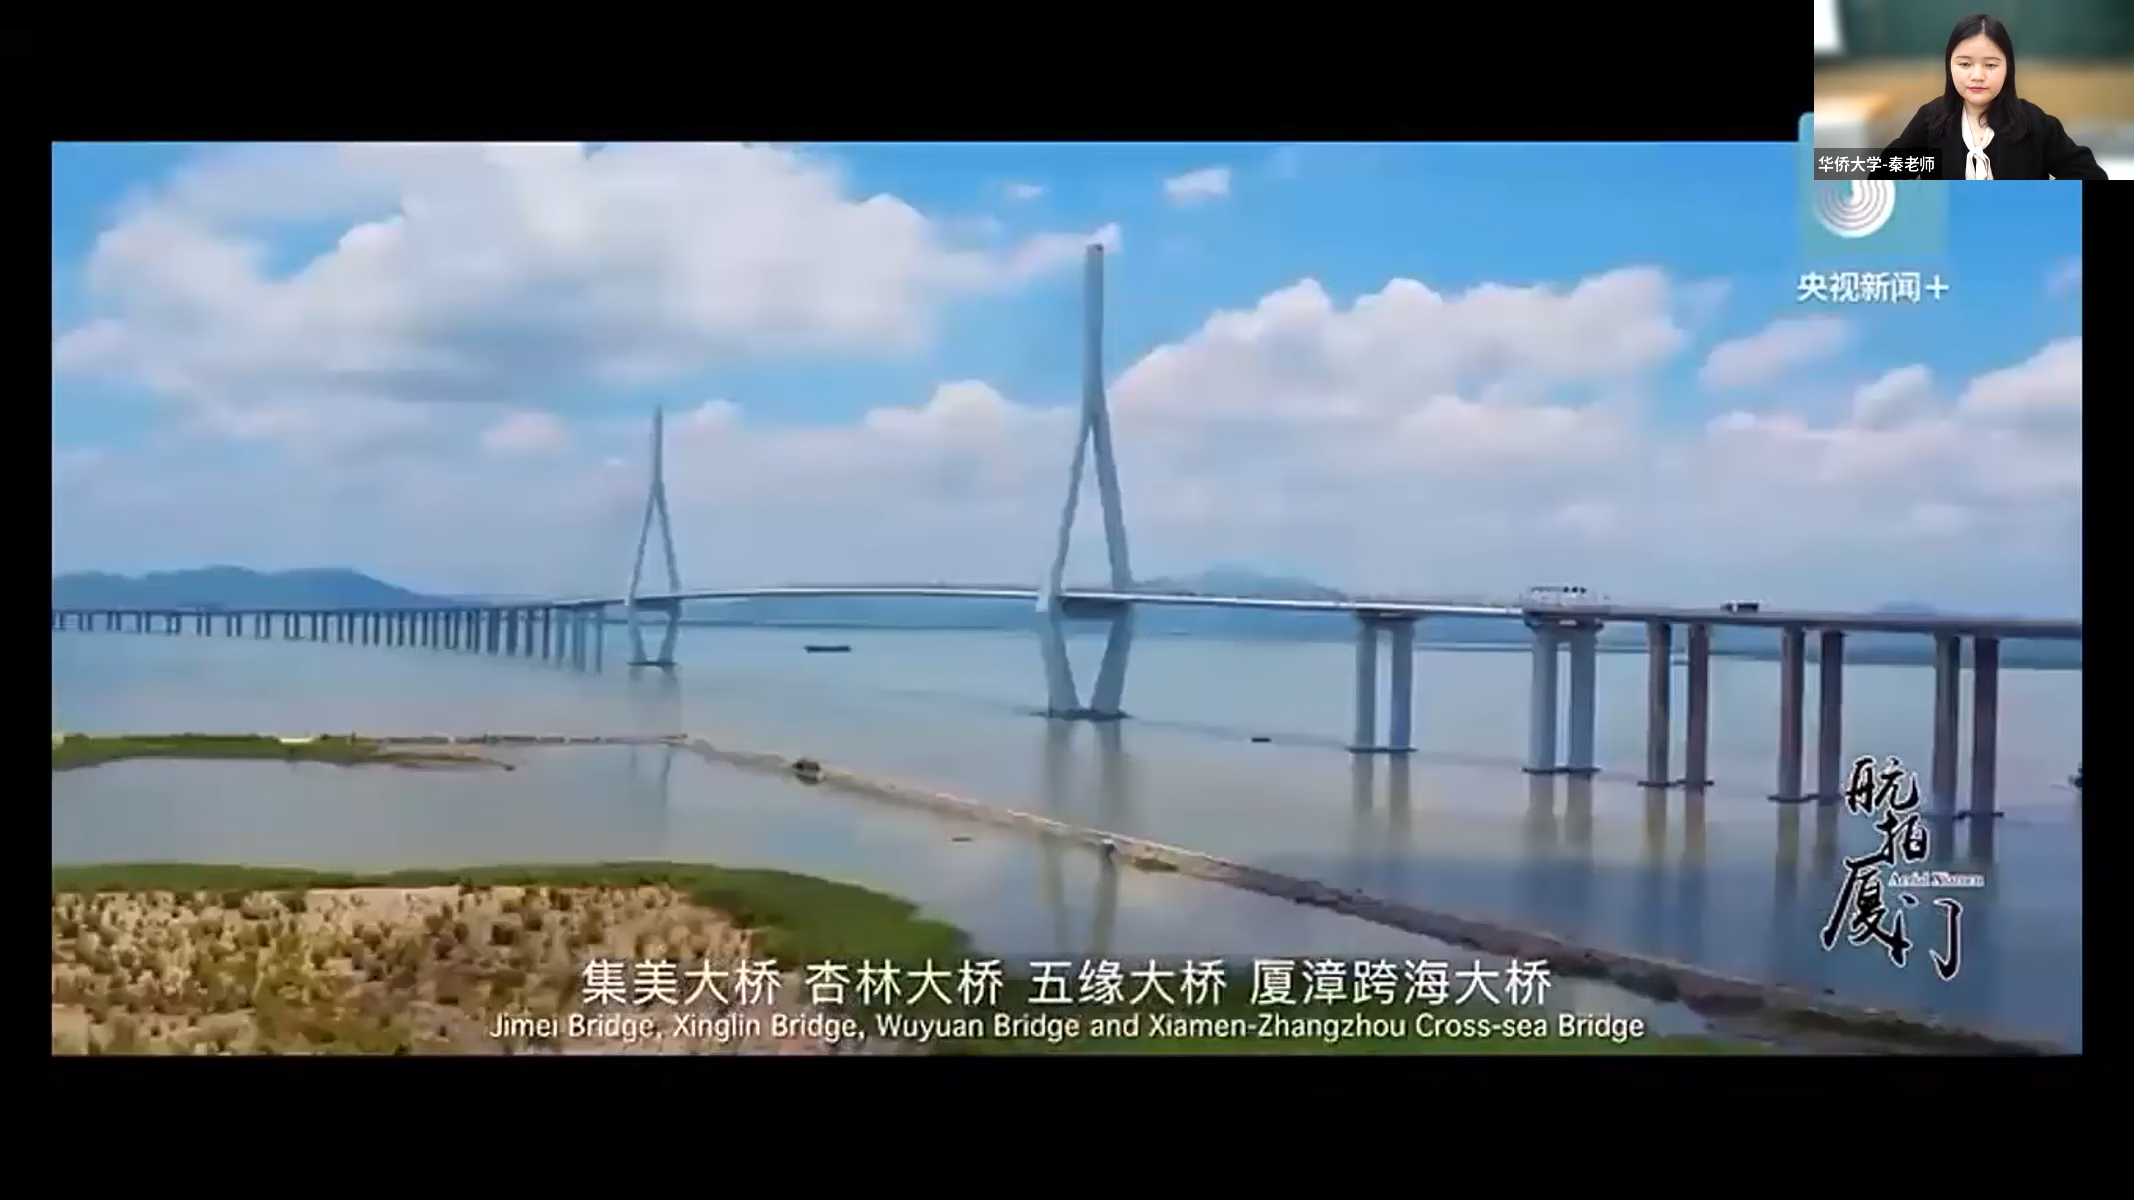 华侨大学-秦老师
央视新闻+
航拍
Aerial Xiamen
厦门
集美大桥 杏林大桥 五缘大桥 厦漳跨海大桥
Jimei Bridge, Xinglin Bridge, Wuyuan Bridge and Xiamen-Zhangzhou Cross-sea Bridge